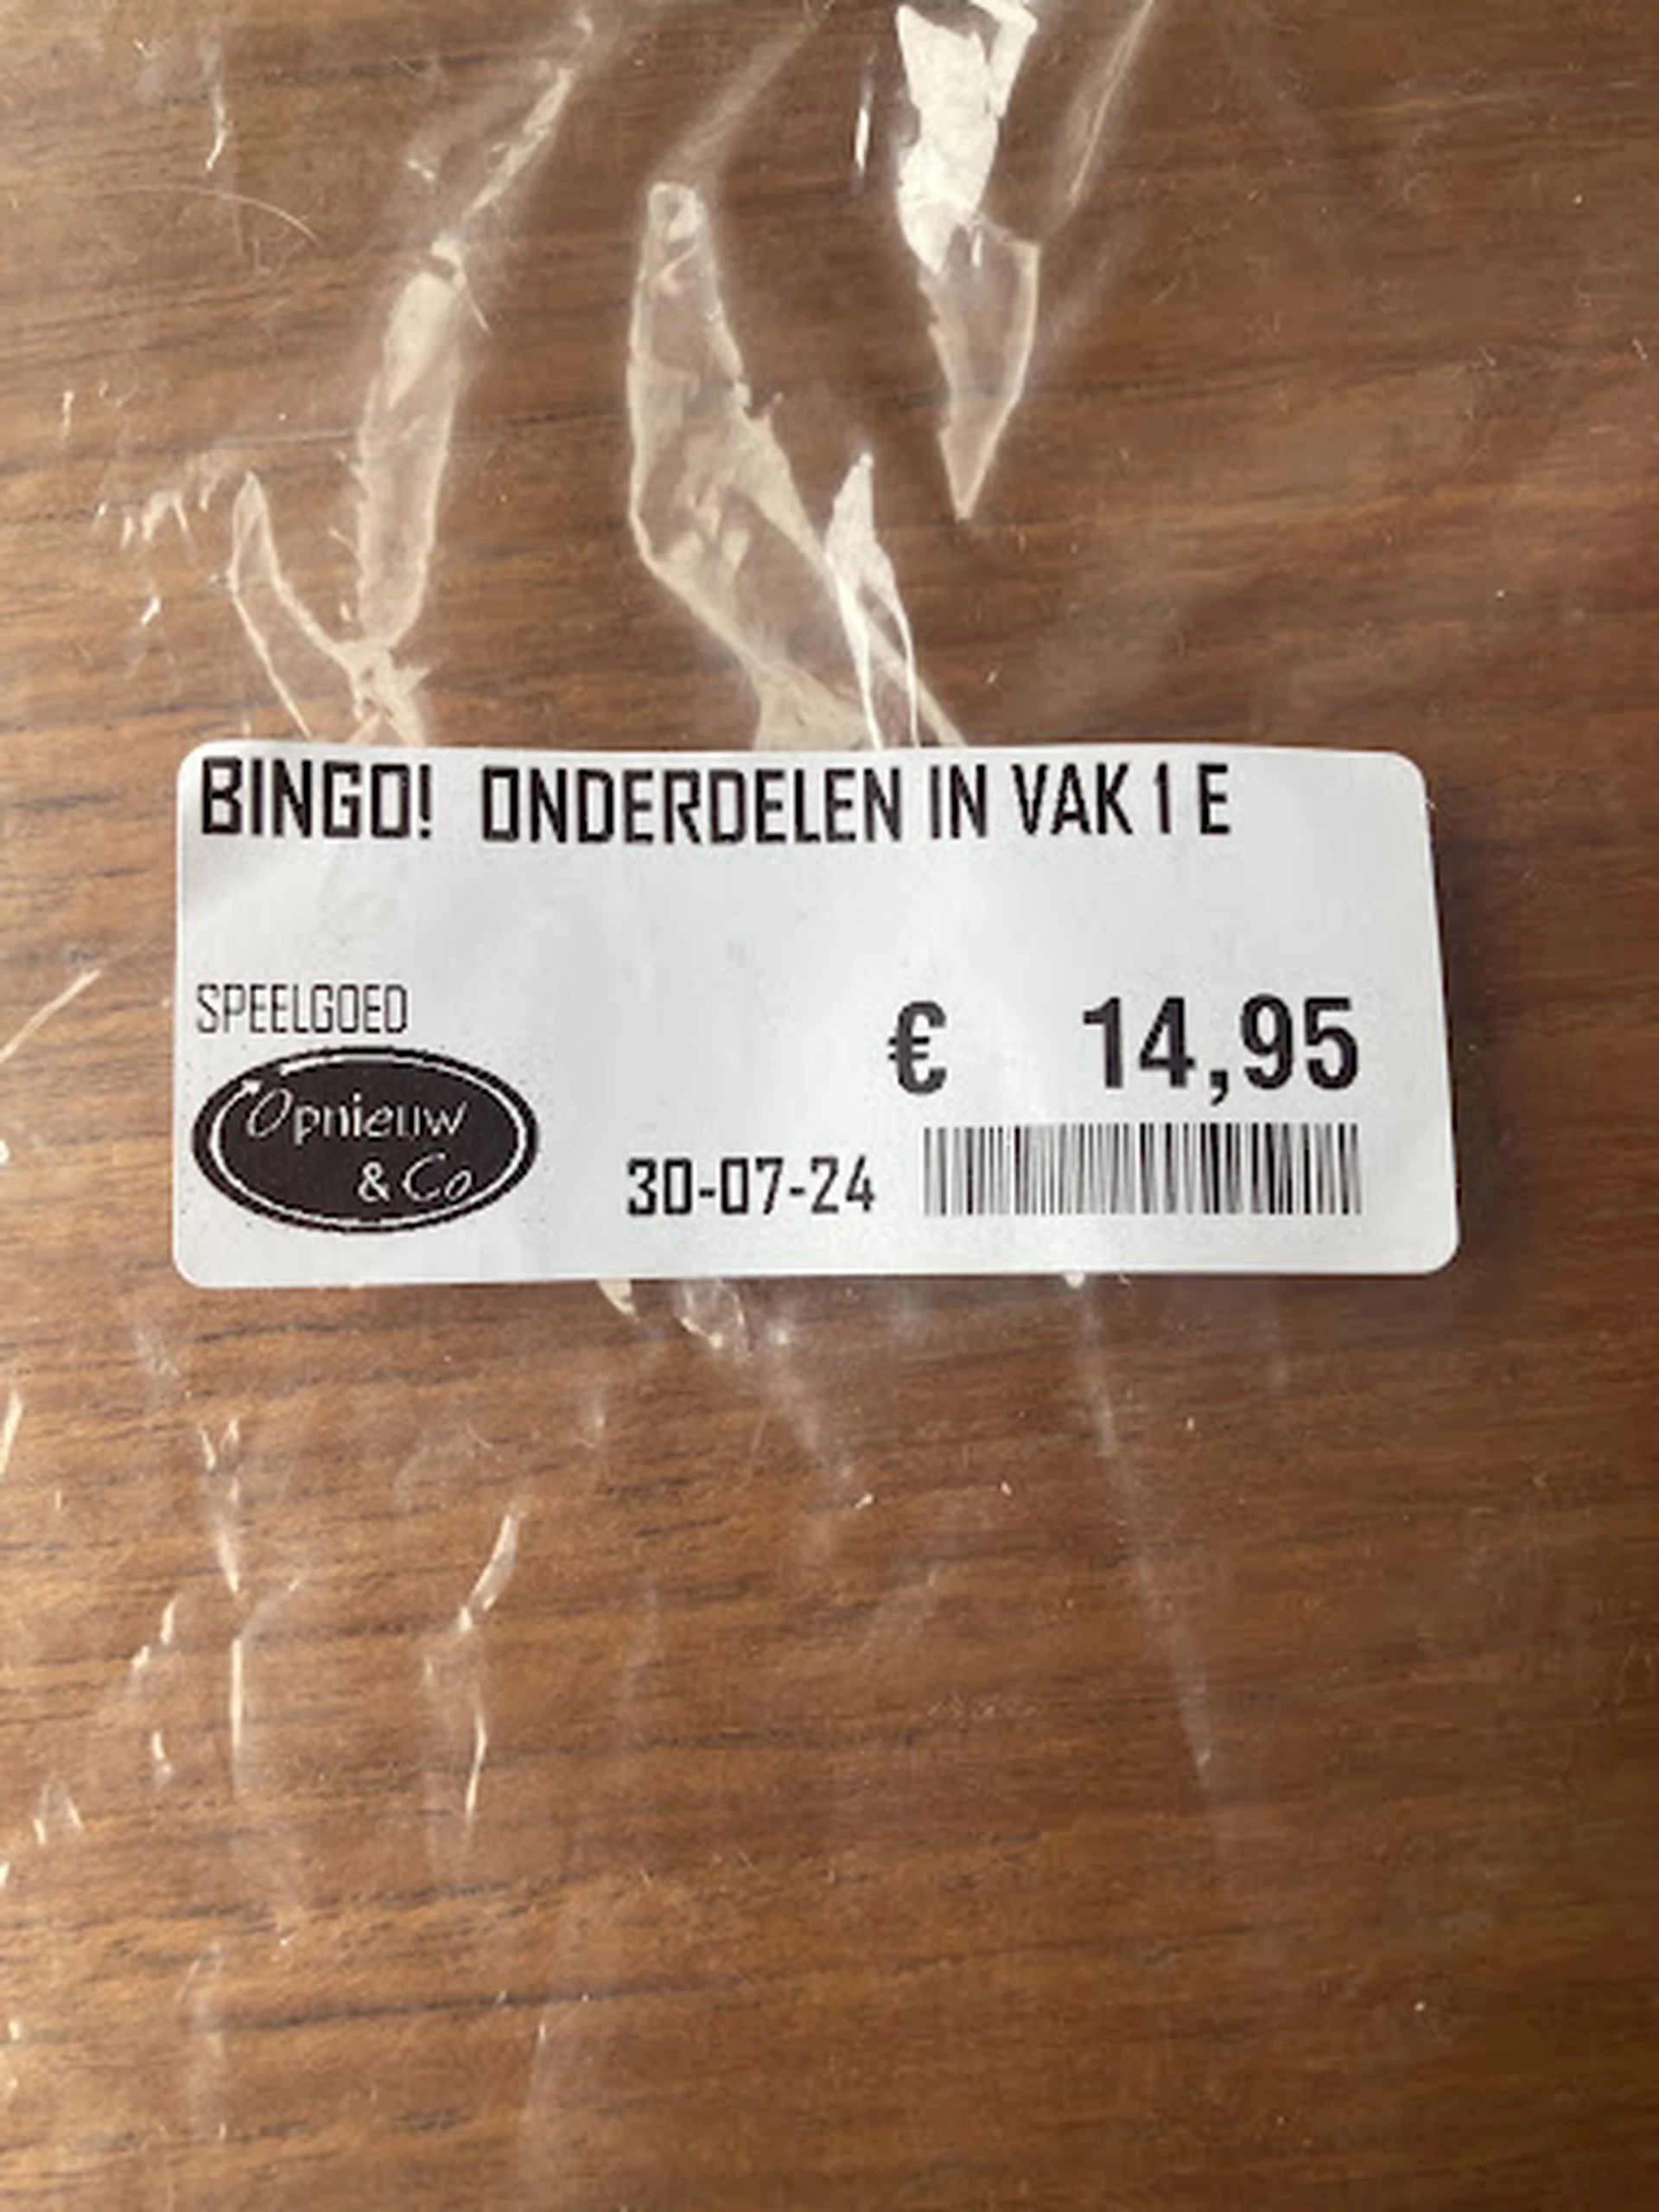 BINGO! ONDERDELEN IN VAK 1 E
SPEELGOED
€ 14,95
Opnieuw
& Co
30-07-24